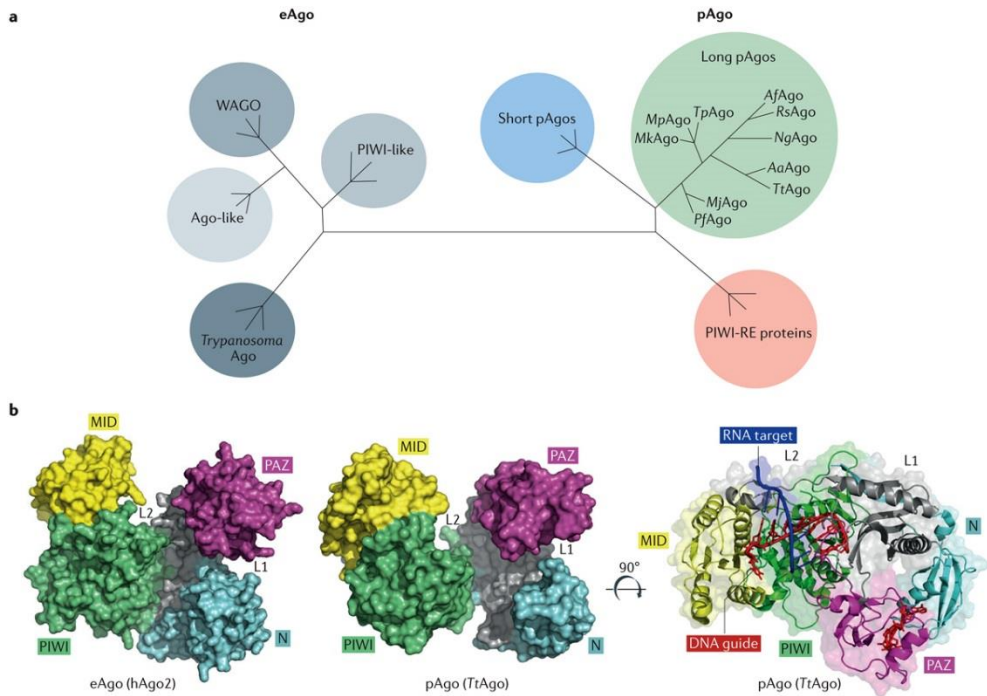 a
eAgo
pAgo
WAGO
PIWI-like
Ago-like
Trypanosoma
Ago
Short pAgos
Long pAgos
AfAgo
RsAgo
MpAgo
TpAgo
MkAgo
NgAgo
AaAgo
TtAgo
MjAgo
PfAgo
PIWI-RE proteins
b
MID
PAZ
L2
L1
PIWI
N
eAgo (hAgo2)
MID
PAZ
L2
L1
PIWI
N
pAgo (TtAgo)
90°
RNA target
L2
L1
MID
N
DNA guide
PIWI
PAZ
pAgo (TtAgo)